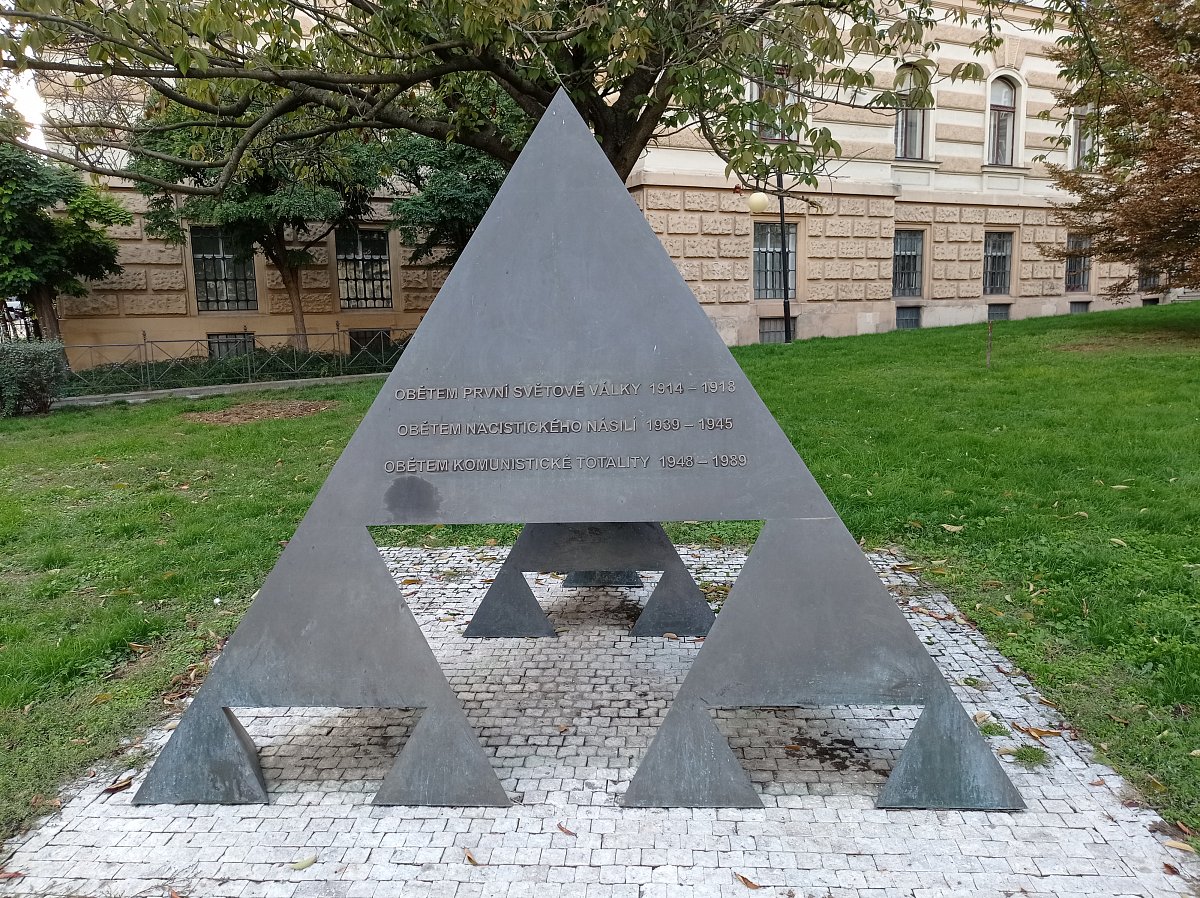 OBĚTEM PRVNÍ SVĚTOVÉ VÁLKY 1914 – 1918
OBĚTEM NACISTICKÉHO NÁSILÍ 1939 – 1945
OBĚTEM KOMUNISTICKÉ TOTALITY 1948 – 1989